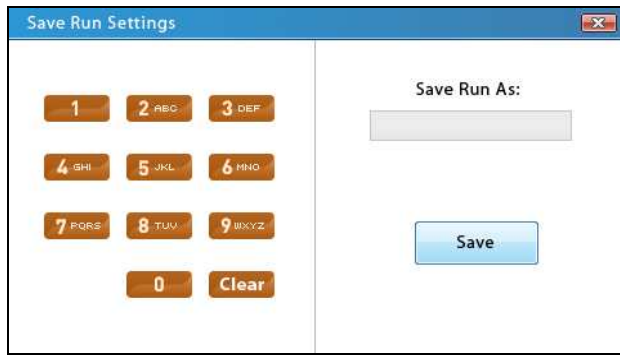 Save Run Settings
1 2 ABC 3 DEF
4 GHI 5 JKL 6 MNO
7 PQRS 8 TUV 9 WXYZ
0 Clear
Save Run As:
Save